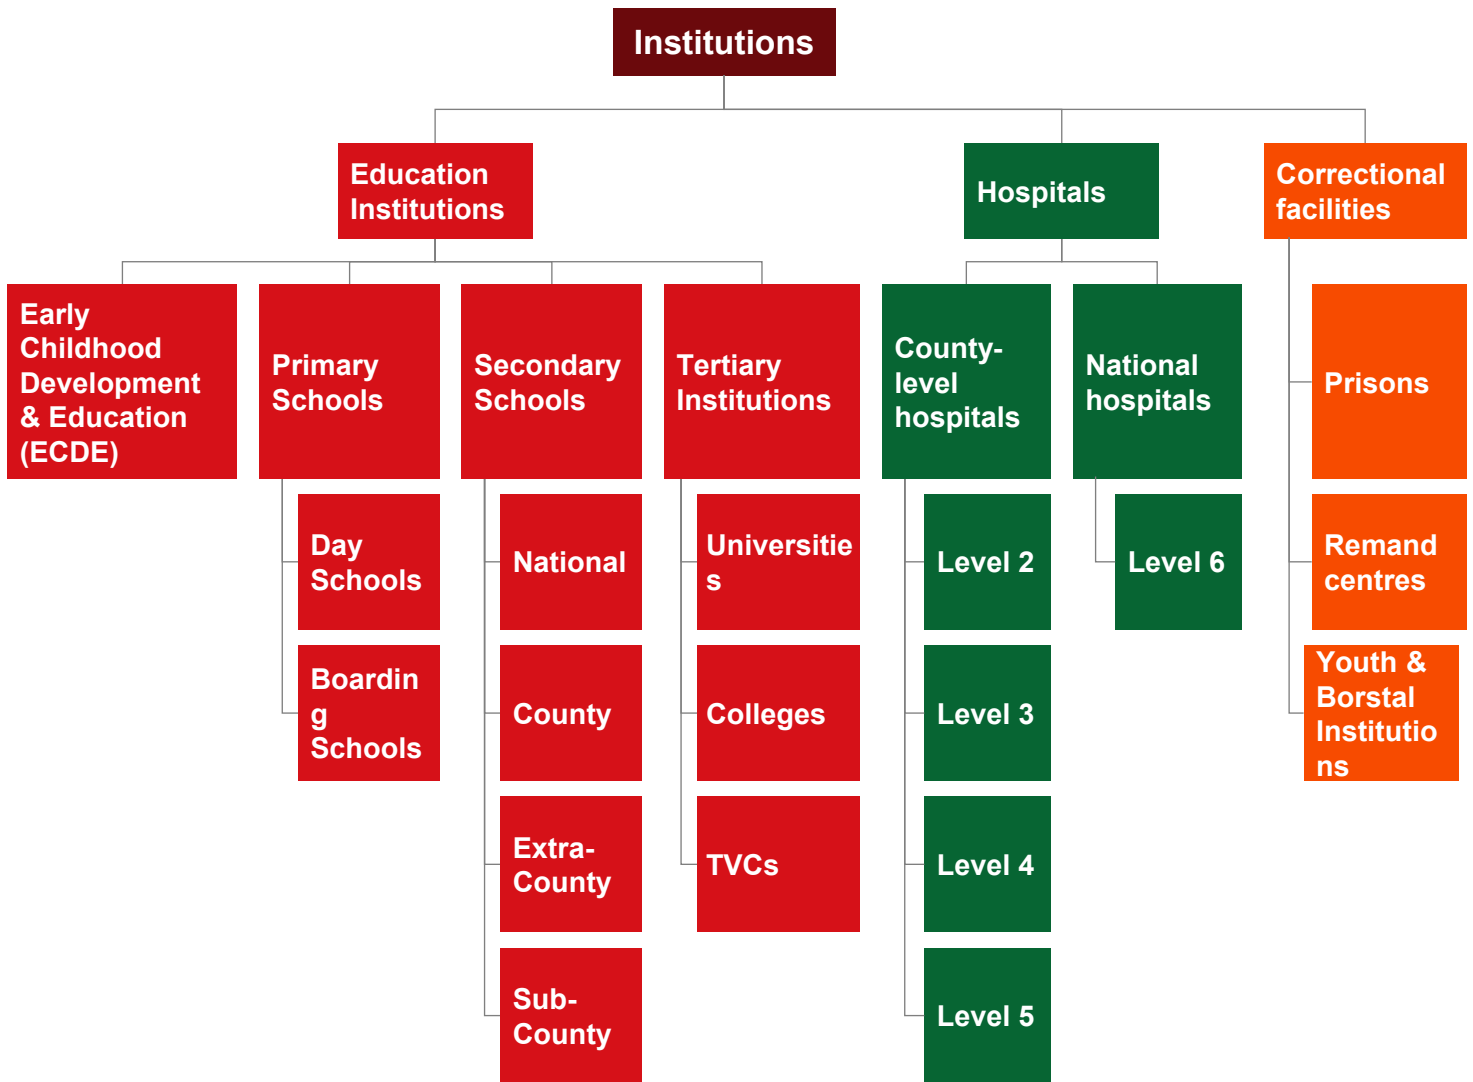 Institutions
Education
Institutions
Hospitals
Correctional
facilities
Early
Childhood
Development
& Education
(ECDE)
Primary
Schools
Secondary
Schools
Tertiary
Institutions
County-
level
hospitals
National
hospitals
Prisons
Day
Schools
National
Universitie
s
Level 2
Level 6
Remand
centres
Boardin
g
Schools
County
Colleges
Level 3
Youth &
Borstal
Institutio
ns
Extra-
County
TVCs
Level 4
Sub-
County
Level 5